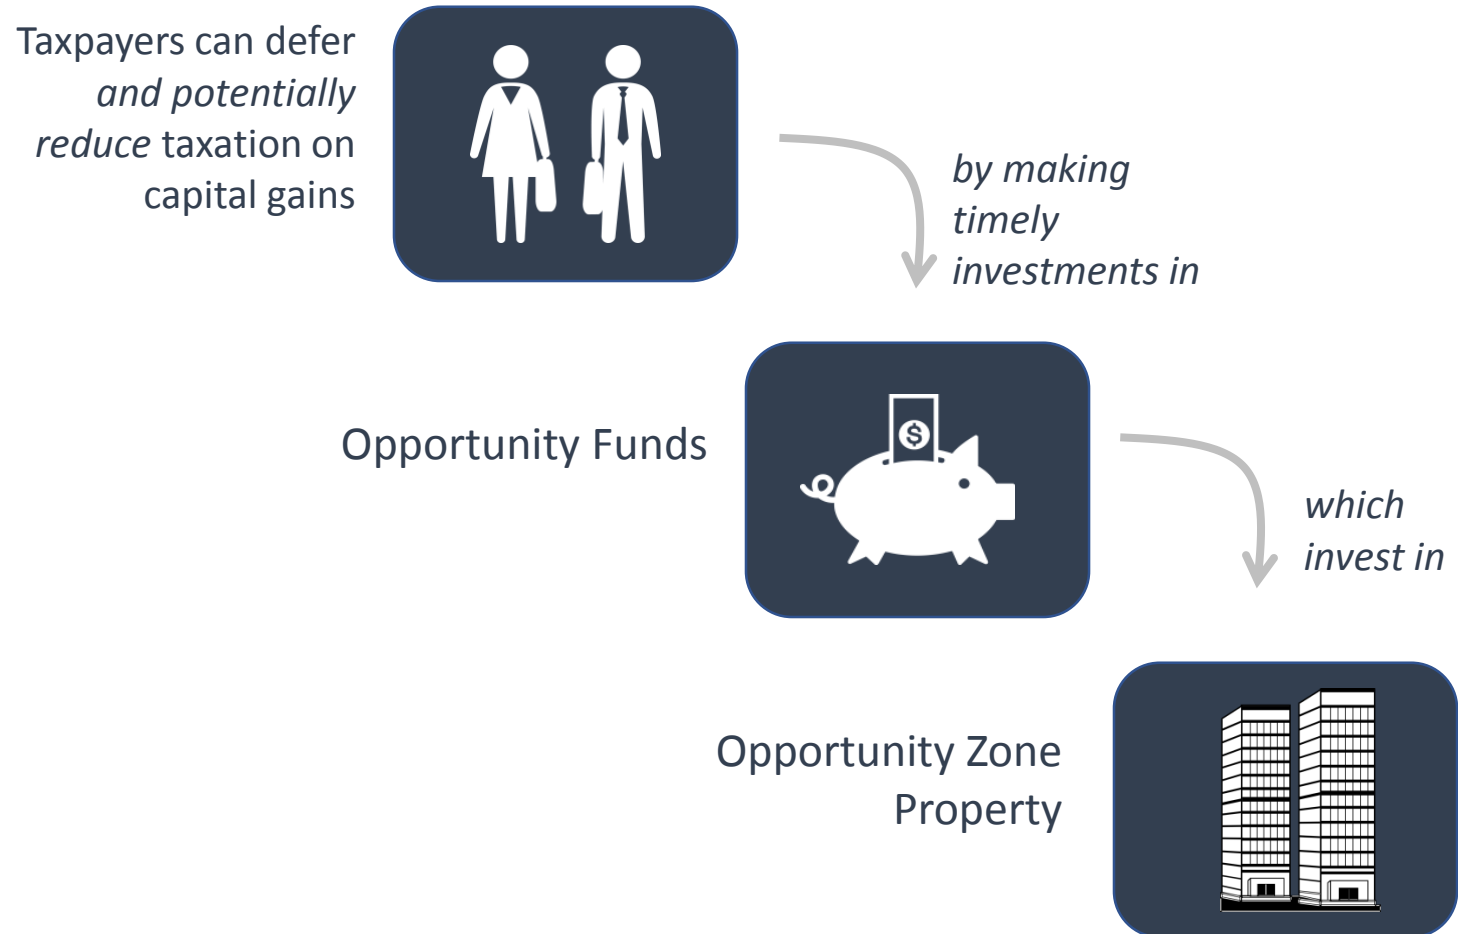 Taxpayers can defer
and potentially
reduce taxation on
capital gains
by making
timely
investments in
Opportunity Funds
$
which
invest in
Opportunity Zone
Property